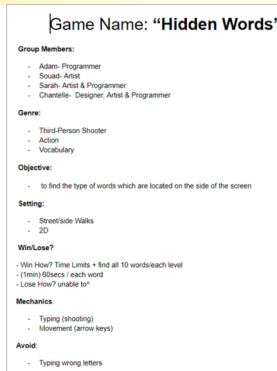 Game Name: “Hidden Words’
Group Members:
- Adam- Programmer
- Souad- Artist
- Sarah- Artist & Programmer
- Chantelle- Designer, Artist & Programmer
Genre:
- Third-Person Shooter
- Action
- Vocabulary
Objective:
- to find the type of words which are located on the side of the screen
Setting:
- Street/side Walks
- 2D
Win/Lose?
- Win How? Time Limits + find all 10 words/each level
- (1min) 60secs / each word
- Lose How? unable to^
Mechanics:
- Typing (shooting)
- Movement (arrow keys)
Avoid:
- Typing wrong letters